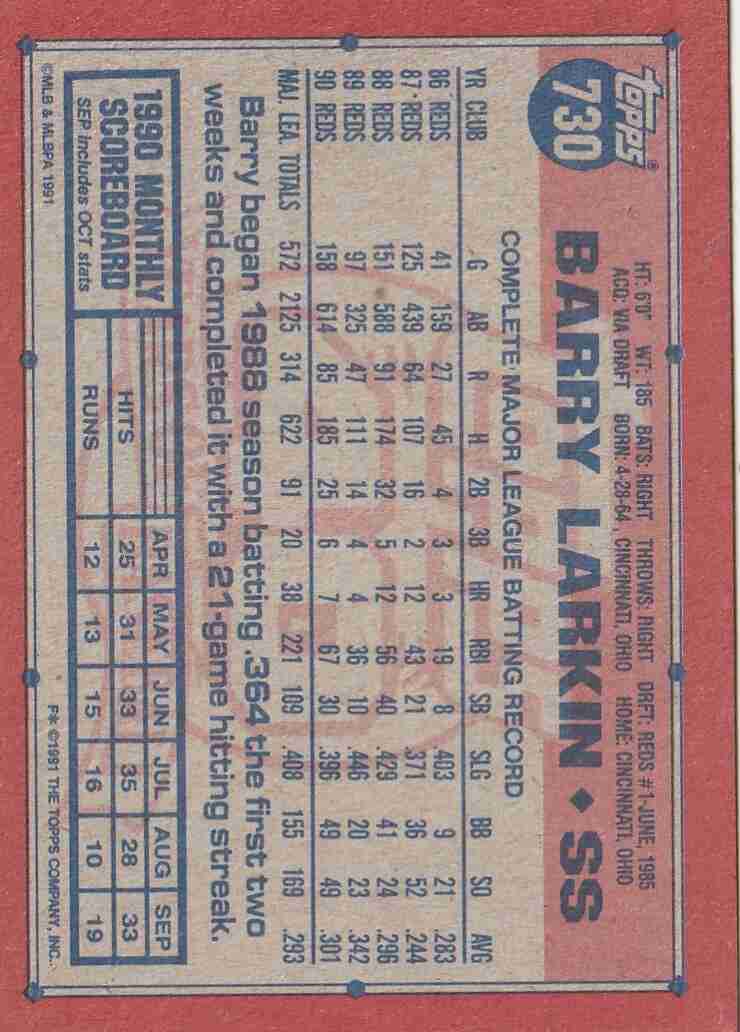 topps®
730
HT: 6'0" WT: 185 BATS: RIGHT THROWS: RIGHT DRFT: REDS #1-JUNE, 1985
ACQ: VIA DRAFT BORN: 4-28-64, CINCINNATI, OHIO HOME: CINCINNATI, OHIO
BARRY LARKIN ♦ SS
COMPLETE MAJOR LEAGUE BATTING RECORD
YR CLUB G AB R H 2B 3B HR RBI SB SLG BB SO AVG
86 REDS 41 159 27 45 4 3 3 19 8 .403 9 21 .283
87 REDS 125 439 64 107 16 2 12 43 21 .371 36 52 .244
88 REDS 151 588 91 174 32 5 12 56 40 .429 41 24 .296
89 REDS 97 325 47 111 14 4 4 36 10 .446 20 23 .342
90 REDS 158 614 85 185 25 6 7 67 30 .396 49 49 .301
MAJ. LEA. TOTALS 572 2125 314 622 91 20 38 221 109 .408 155 169 .293
Barry began 1988 season batting .364 the first two
weeks and completed it with a 21-game hitting streak.
1990 MONTHLY
SCOREBOARD
SEP includes OCT stats
APR MAY JUN JUL AUG SEP
HITS 25 31 33 35 28 33
RUNS 12 13 15 16 10 19
©MLB & MLBPA 1991
F* ©1991 THE TOPPS COMPANY, INC.